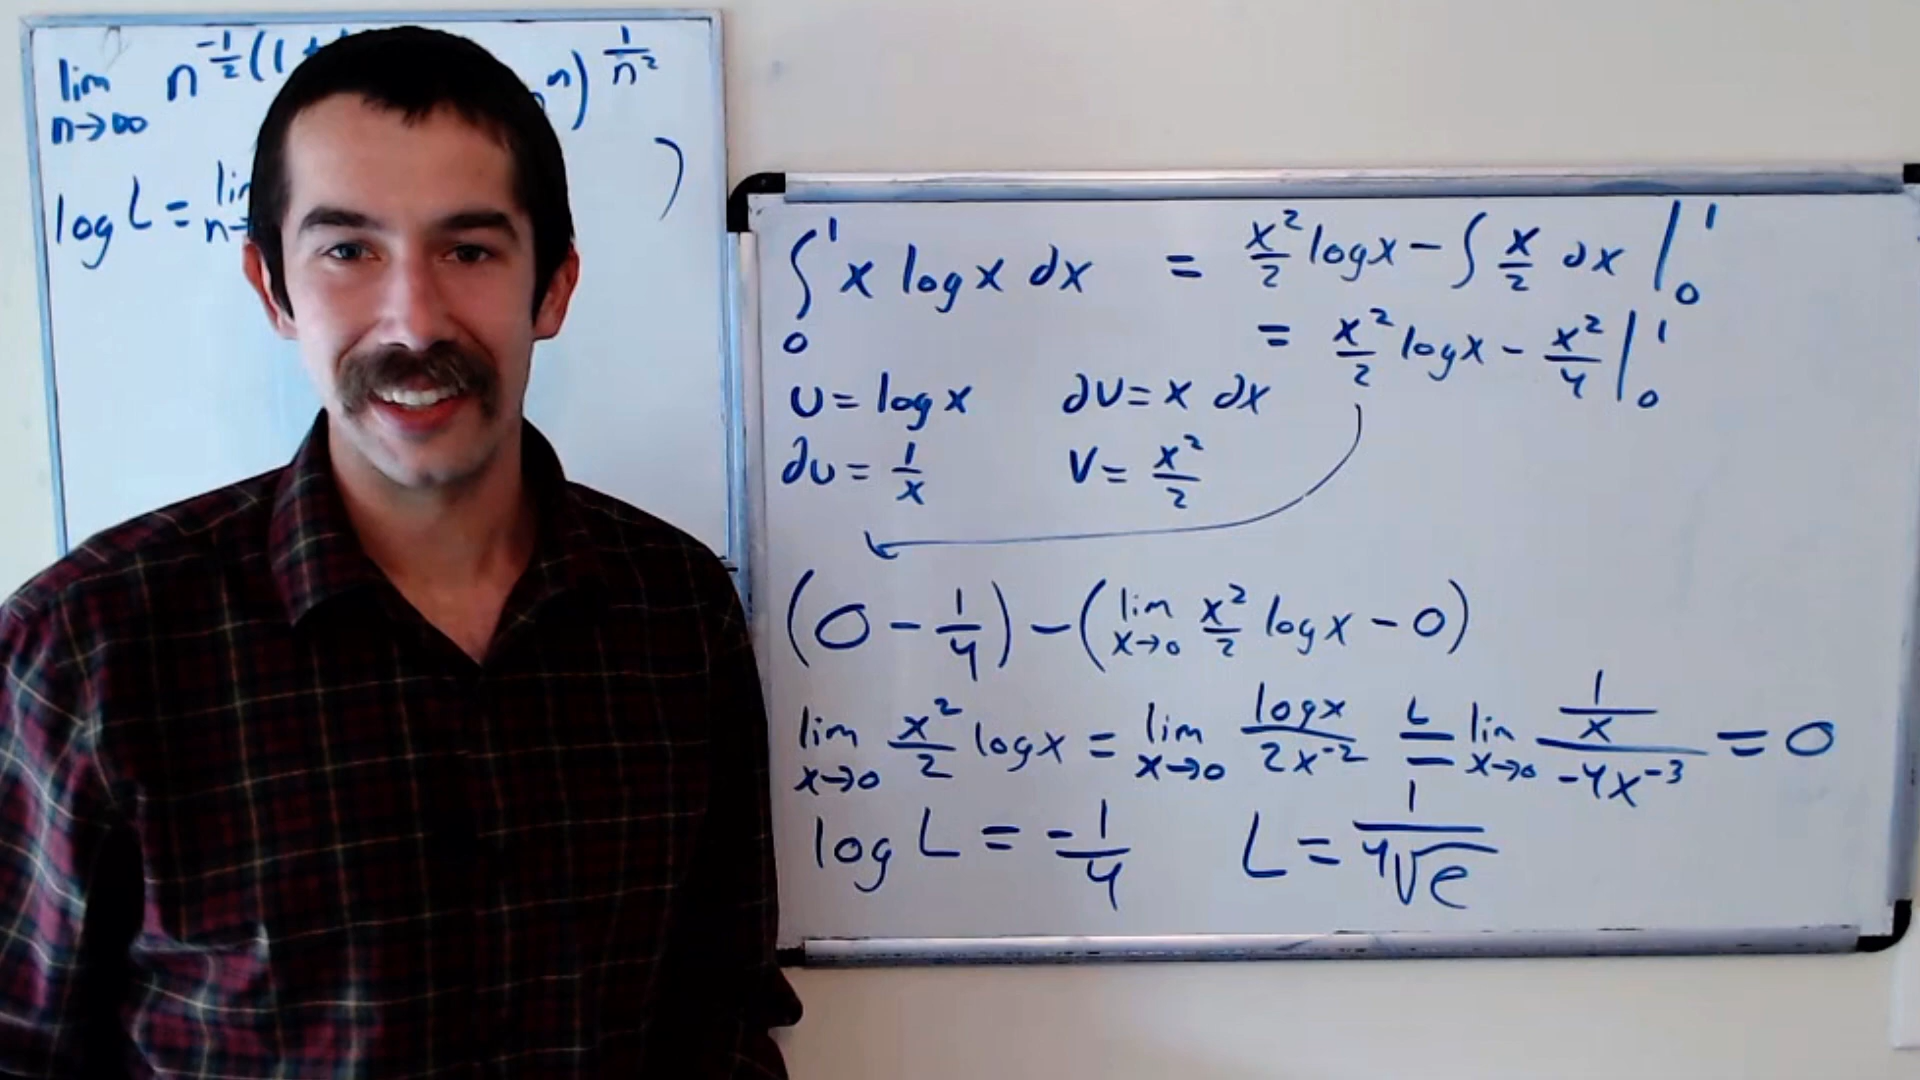 lim n→∞ n^(-1/2) (1 n^n)^(1/n²)
log L = lim n→ )
∫₀¹ x log x dx = x²/2 log x - ∫ x/2 dx |₀¹
= x²/2 log x - x²/4 |₀¹
u = log x dv = x dx
du = 1/x v = x²/2
(0 - 1/4) - (lim x→0 x²/2 log x - 0)
lim x→0 x²/2 log x = lim x→0 log x / 2x^-2 =^L lim x→0 (1/x) / -4x^-3 = 0
log L = -1/4 L = 1/⁴√e